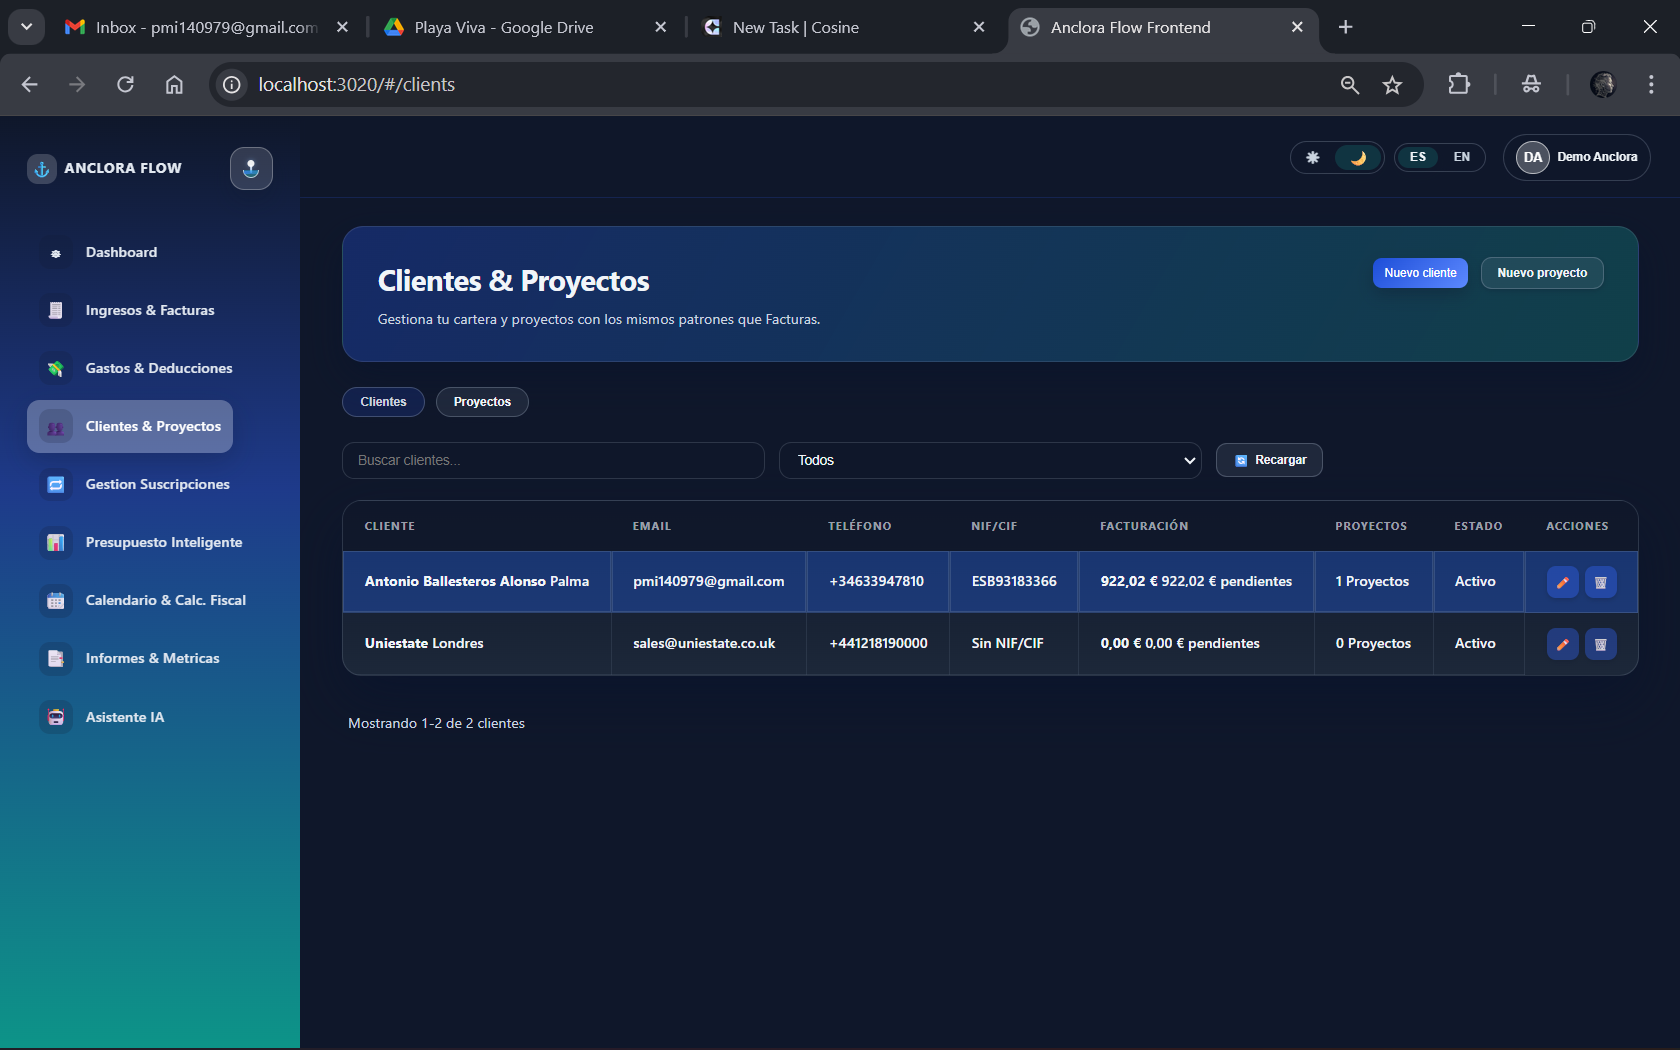 Inbox - pmi140979@gmail.com
Playa Viva - Google Drive
New Task | Cosine
Anclora Flow Frontend
localhost:3020/#/clients
ANCLORA FLOW
ES EN
DA Demo Anclora
Dashboard
Ingresos & Facturas
Gastos & Deducciones
Clientes & Proyectos
Gestion Suscripciones
Presupuesto Inteligente
Calendario & Calc. Fiscal
Informes & Metricas
Asistente IA
Clientes & Proyectos
Gestiona tu cartera y proyectos con los mismos patrones que Facturas.
Nuevo cliente Nuevo proyecto
Clientes Proyectos
Buscar clientes... Todos Recargar
CLIENTE EMAIL TELÉFONO NIF/CIF FACTURACIÓN PROYECTOS ESTADO ACCIONES
Antonio Ballesteros Alonso Palma pmi140979@gmail.com +34633947810 ESB93183366 922,02 € 922,02 € pendientes 1 Proyectos Activo
Uniestate Londres sales@uniestate.co.uk +441218190000 Sin NIF/CIF 0,00 € 0,00 € pendientes 0 Proyectos Activo
Mostrando 1-2 de 2 clientes